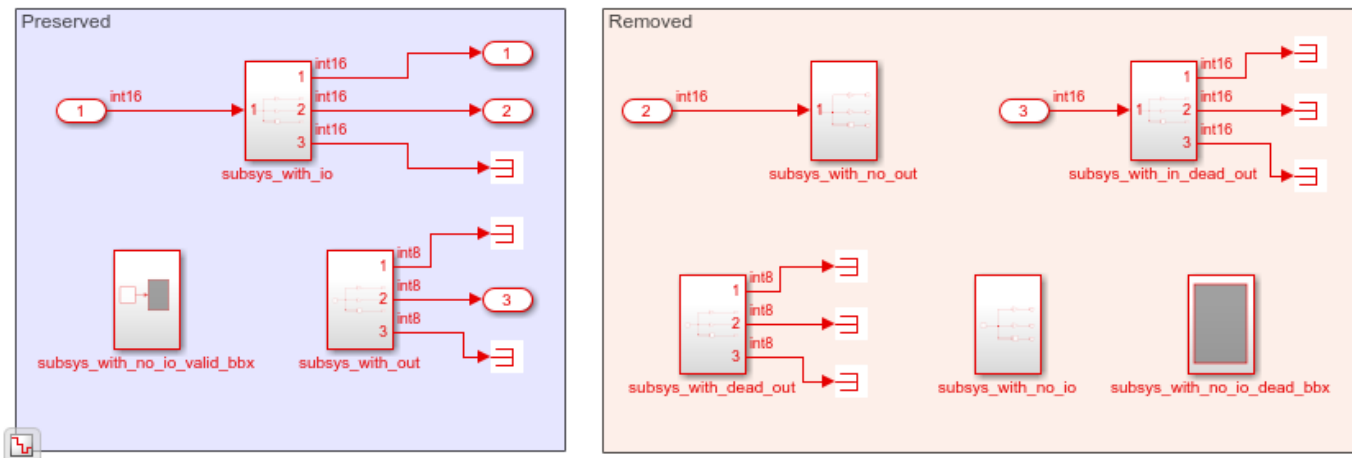 Preserved
1
int16
1
1
2
3
int16
int16
int16
1
2
subsys_with_io
subsys_with_no_io_valid_bbx
1
2
3
int8
int8
int8
3
subsys_with_out
Removed
2
int16
1
subsys_with_no_out
3
int16
1
1
2
3
int16
int16
int16
subsys_with_in_dead_out
1
2
3
int8
int8
int8
subsys_with_dead_out
subsys_with_no_io
subsys_with_no_io_dead_bbx